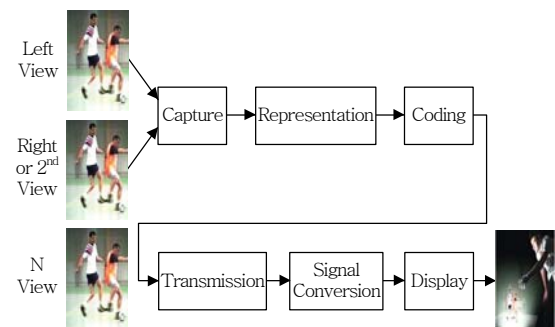 Left
View
Capture
Representation
Coding
Right
or 2nd
View
N
View
Transmission
Signal
Conversion
Display